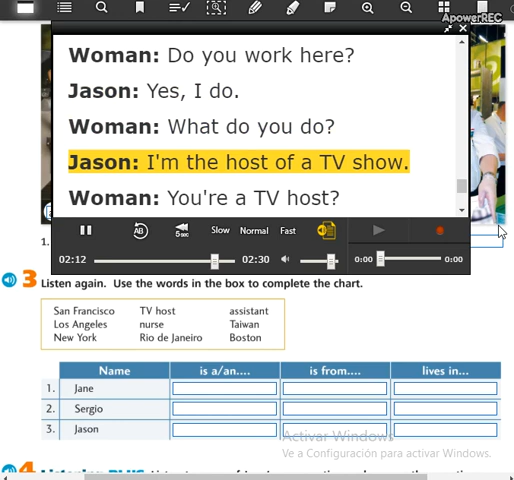 ApowerREC
Woman: Do you work here?
Jason: Yes, I do.
Woman: What do you do?
Jason: I'm the host of a TV show.
Woman: You're a TV host?
AB
5sec
Slow Normal Fast
02:12 02:30 0:00 0:00
1.
3 Listen again. Use the words in the box to complete the chart.
San Francisco TV host assistant
Los Angeles nurse Taiwan
New York Rio de Janeiro Boston
Name is a/an.... is from.... lives in...
1. Jane
2. Sergio
3. Jason
Activar Windows
Ve a Configuración para activar Windows.
4 Listening PLUS